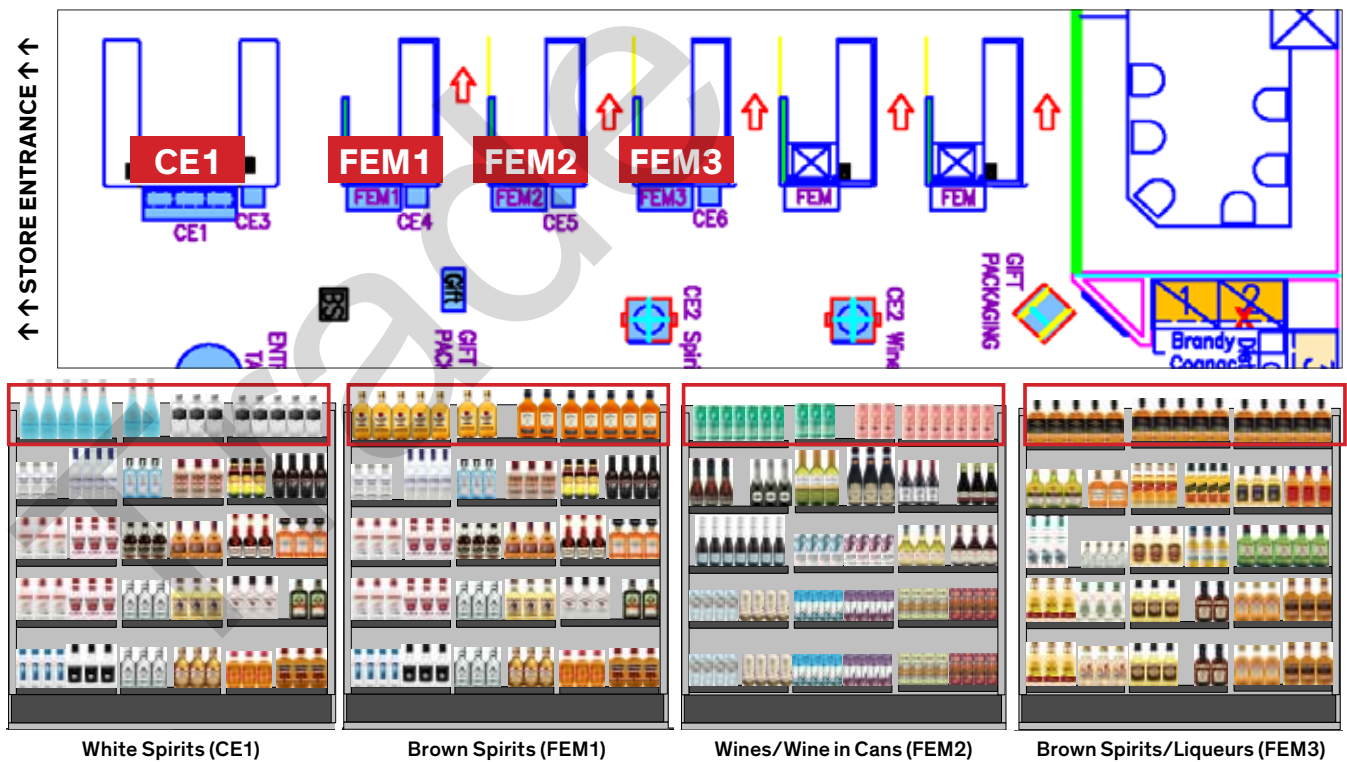 ↑ ↑ STORE ENTRANCE ↑ ↑
CE1
FEM1
FEM2
FEM3
CE1
CE3
FEM1
CE4
FEM2
CE5
FEM3
CE6
FEM
FEM
BS
Gift
GIFT
PACK
ENTR
TA
CE2 Spiri
CE2 Wine
GIFT
PACKAGING
1
2
X
Brandy
Cognac
Trade
White Spirits (CE1)
Brown Spirits (FEM1)
Wines/Wine in Cans (FEM2)
Brown Spirits/Liqueurs (FEM3)